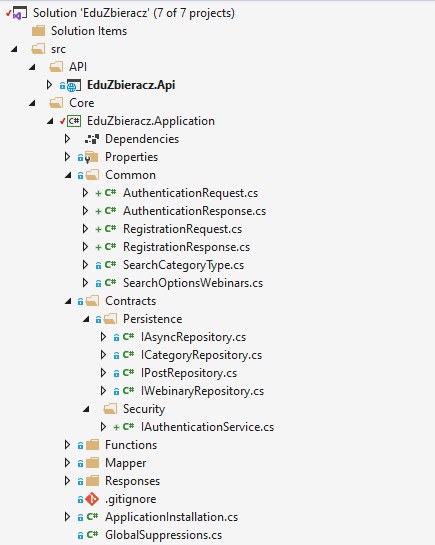 Solution 'EduZbieracz' (7 of 7 projects)
Solution Items
src
API
EduZbieracz.Api
Core
EduZbieracz.Application
Dependencies
Properties
Common
AuthenticationRequest.cs
AuthenticationResponse.cs
RegistrationRequest.cs
RegistrationResponse.cs
SearchCategoryType.cs
SearchOptionsWebinars.cs
Contracts
Persistence
IAsyncRepository.cs
ICategoryRepository.cs
IPostRepository.cs
IWebinaryRepository.cs
Security
IAuthenticationService.cs
Functions
Mapper
Responses
.gitignore
ApplicationInstallation.cs
GlobalSuppressions.cs